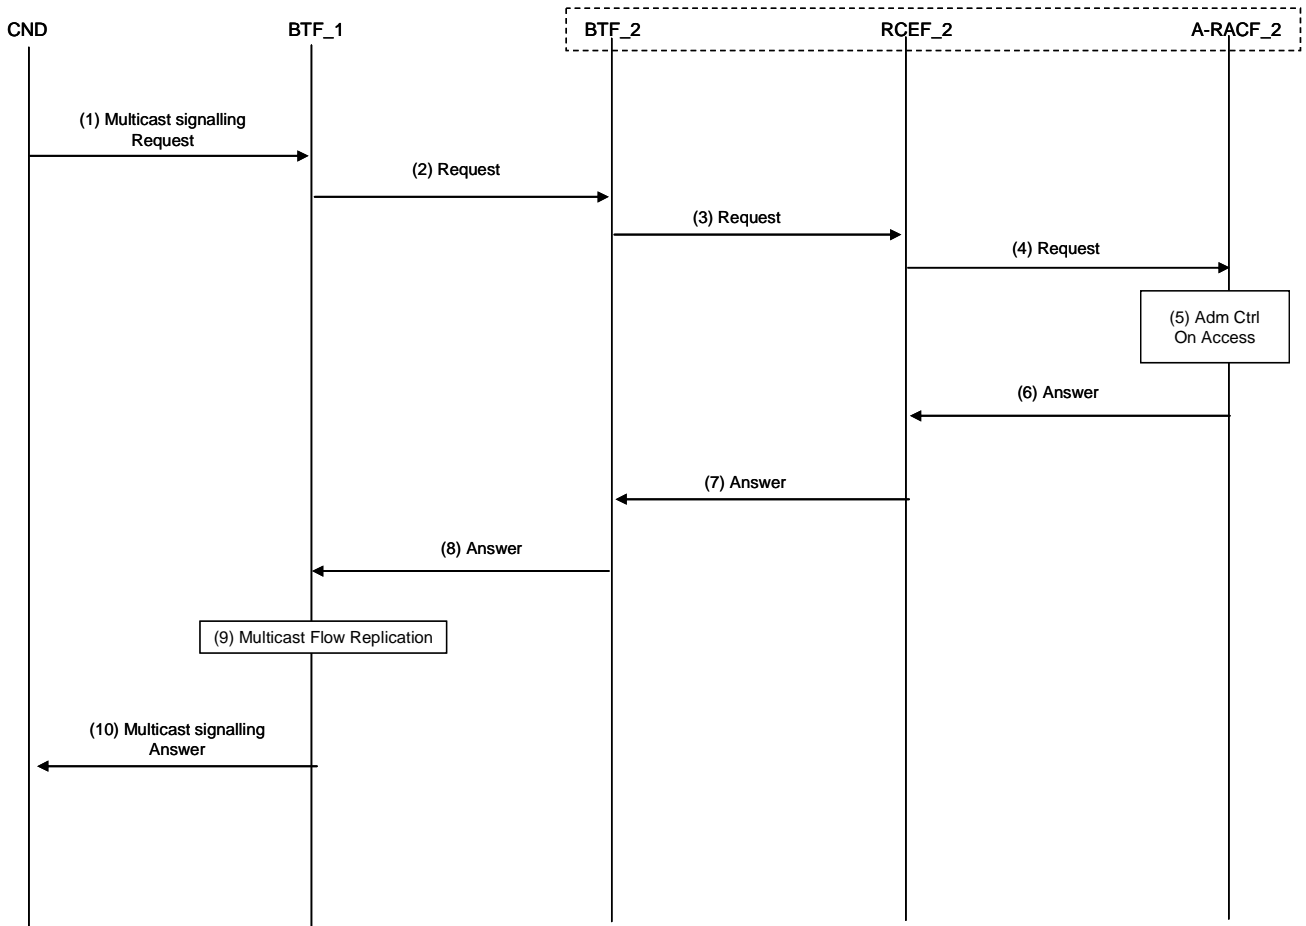 CND
BTF_1
BTF_2
RCEF_2
A-RACF_2
(1) Multicast signalling
Request
(2) Request
(3) Request
(4) Request
(5) Adm Ctrl
On Access
(6) Answer
(7) Answer
(8) Answer
(9) Multicast Flow Replication
(10) Multicast signalling
Answer